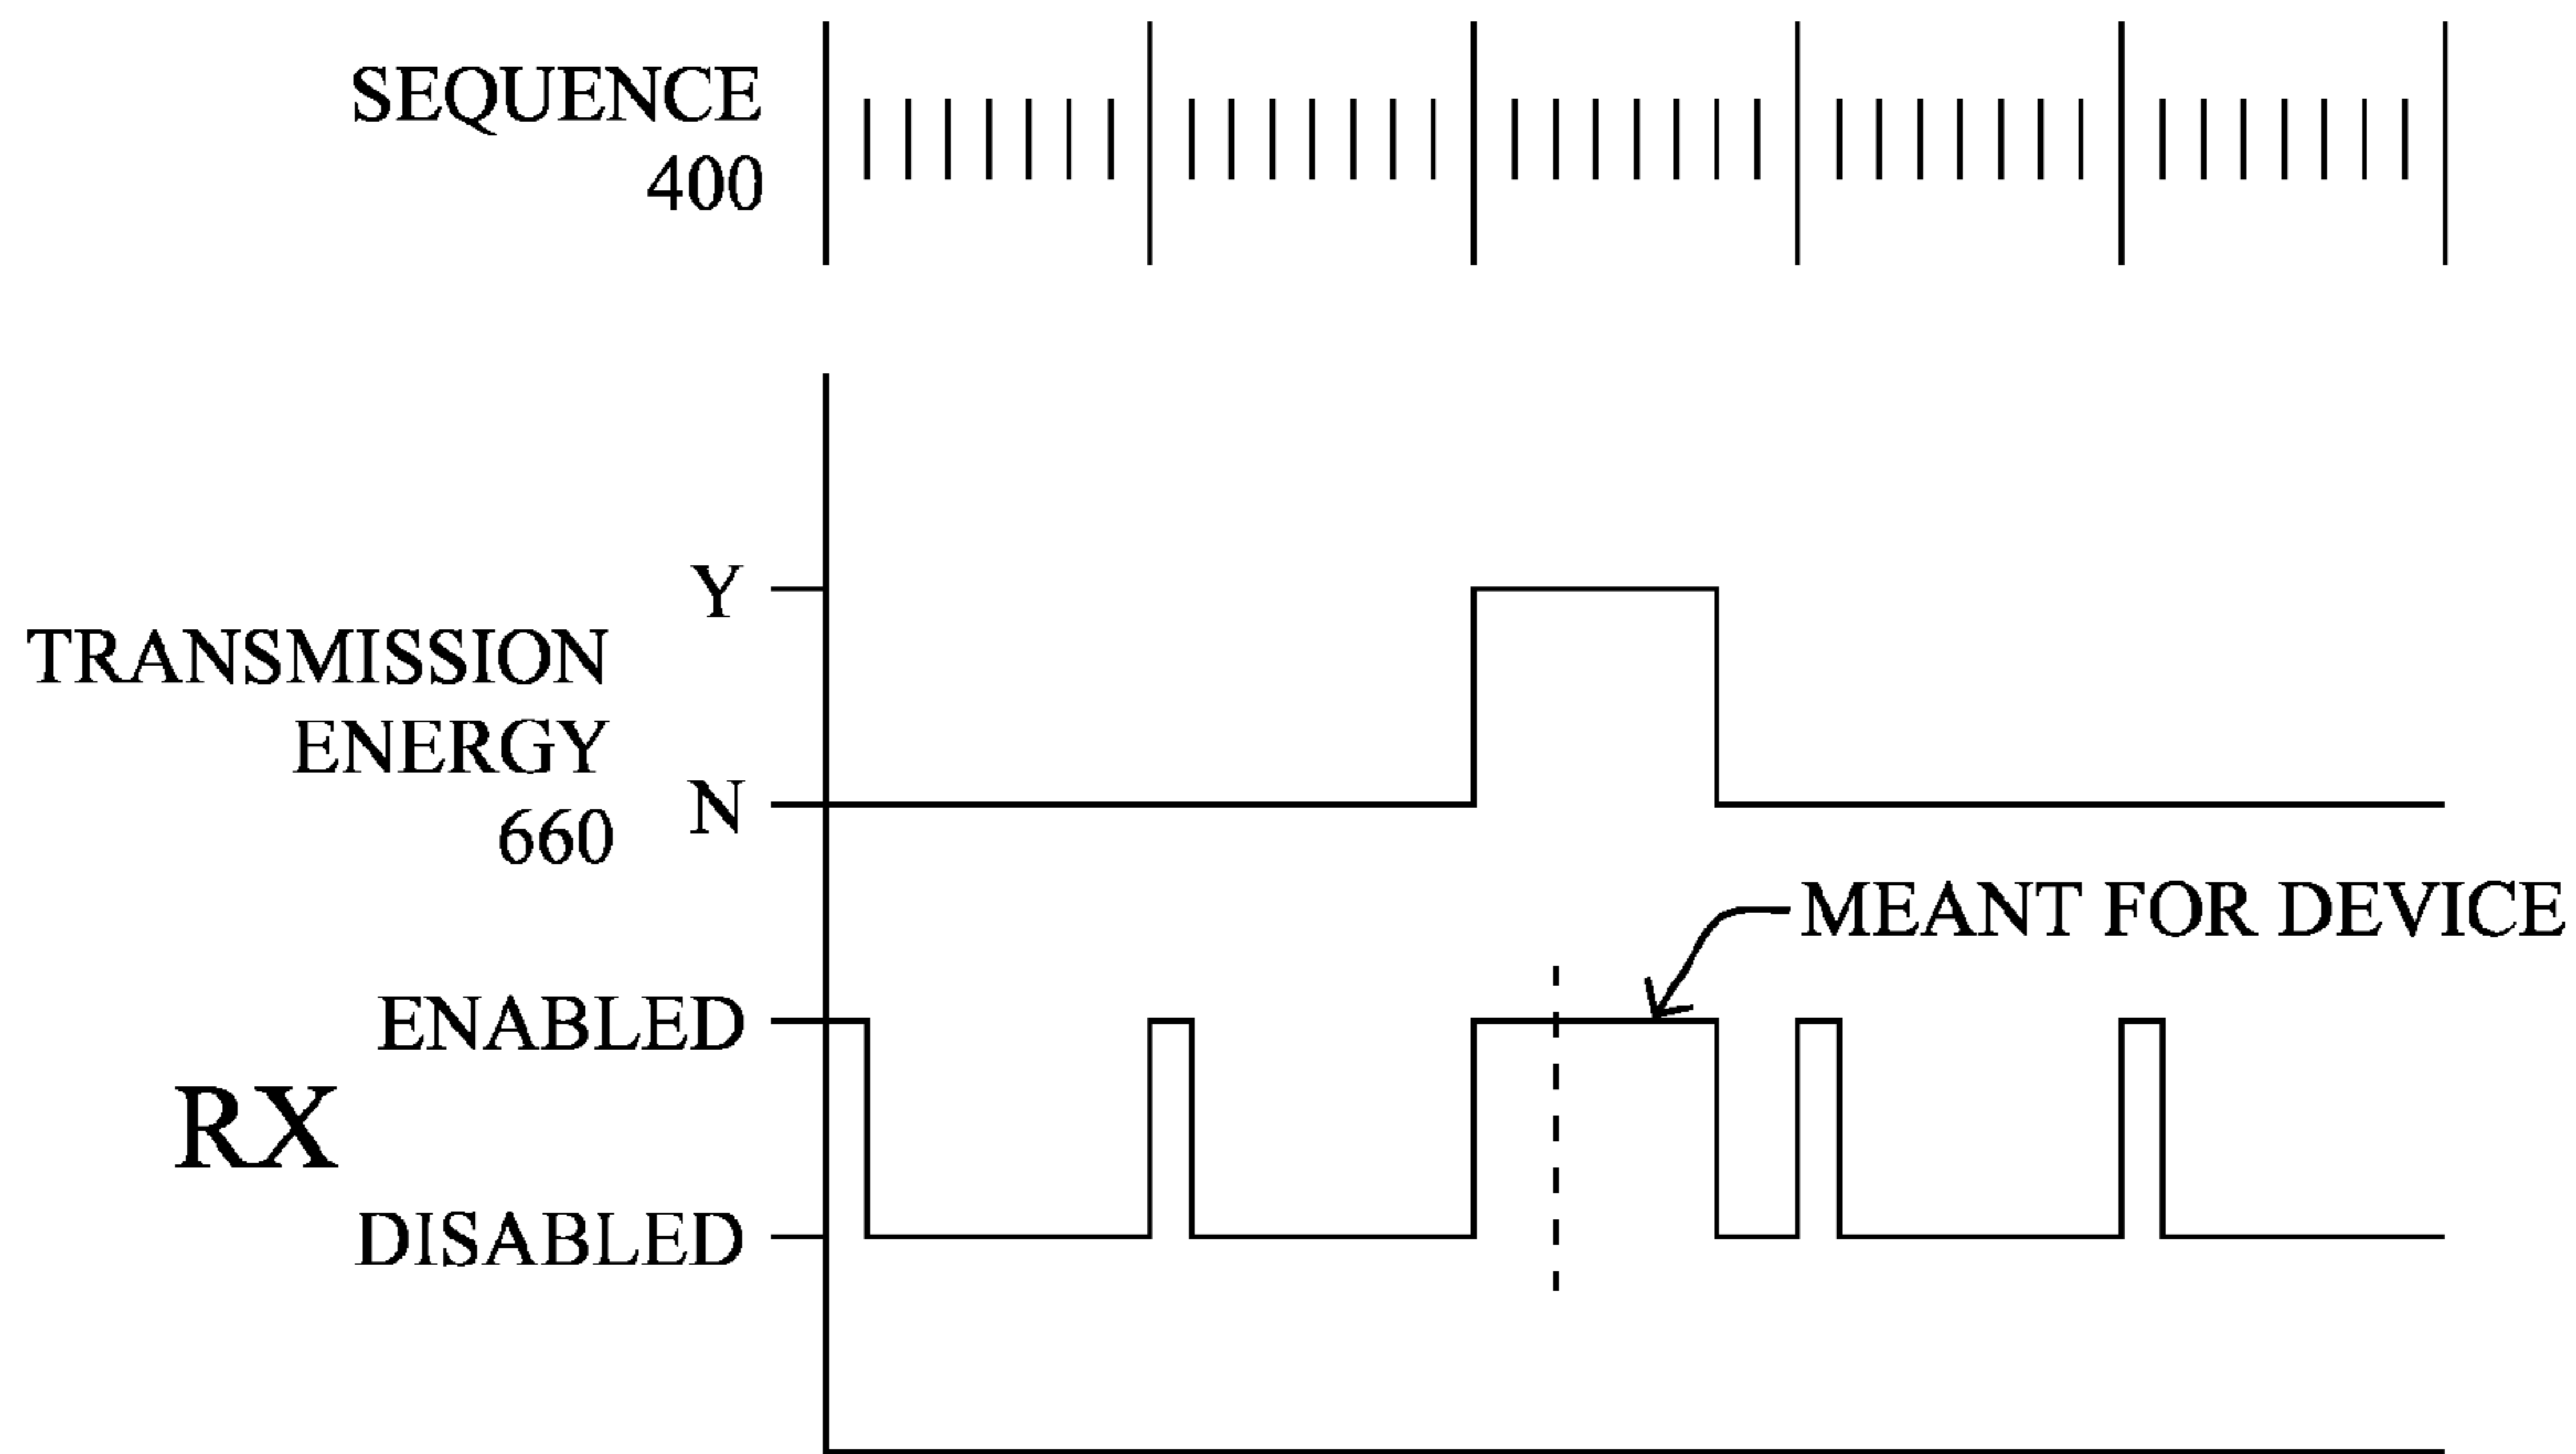 SEQUENCE
400
Y
TRANSMISSION
ENERGY
660
N
MEANT FOR DEVICE
ENABLED
RX
DISABLED